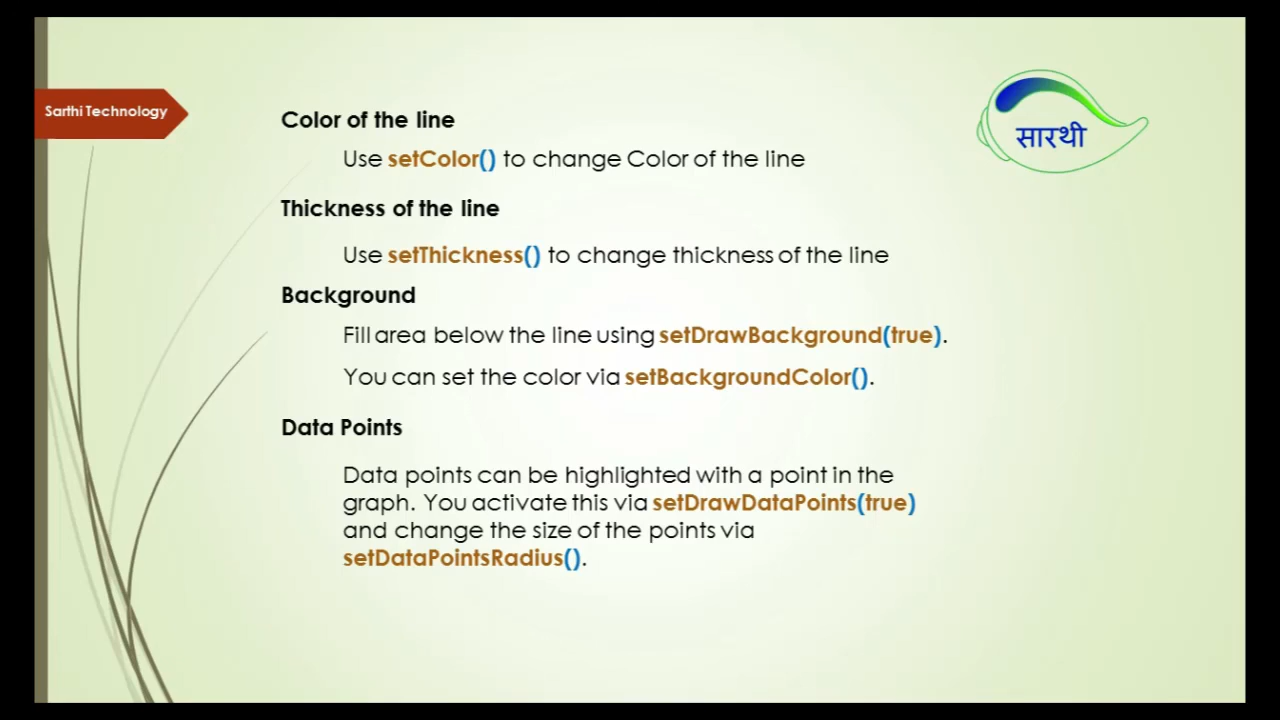 Sarthi Technology
सारथी
Color of the line
Use setColor() to change Color of the line
Thickness of the line
Use setThickness() to change thickness of the line
Background
Fill area below the line using setDrawBackground(true).
You can set the color via setBackgroundColor().
Data Points
Data points can be highlighted with a point in the
graph. You activate this via setDrawDataPoints(true)
and change the size of the points via
setDataPointsRadius().